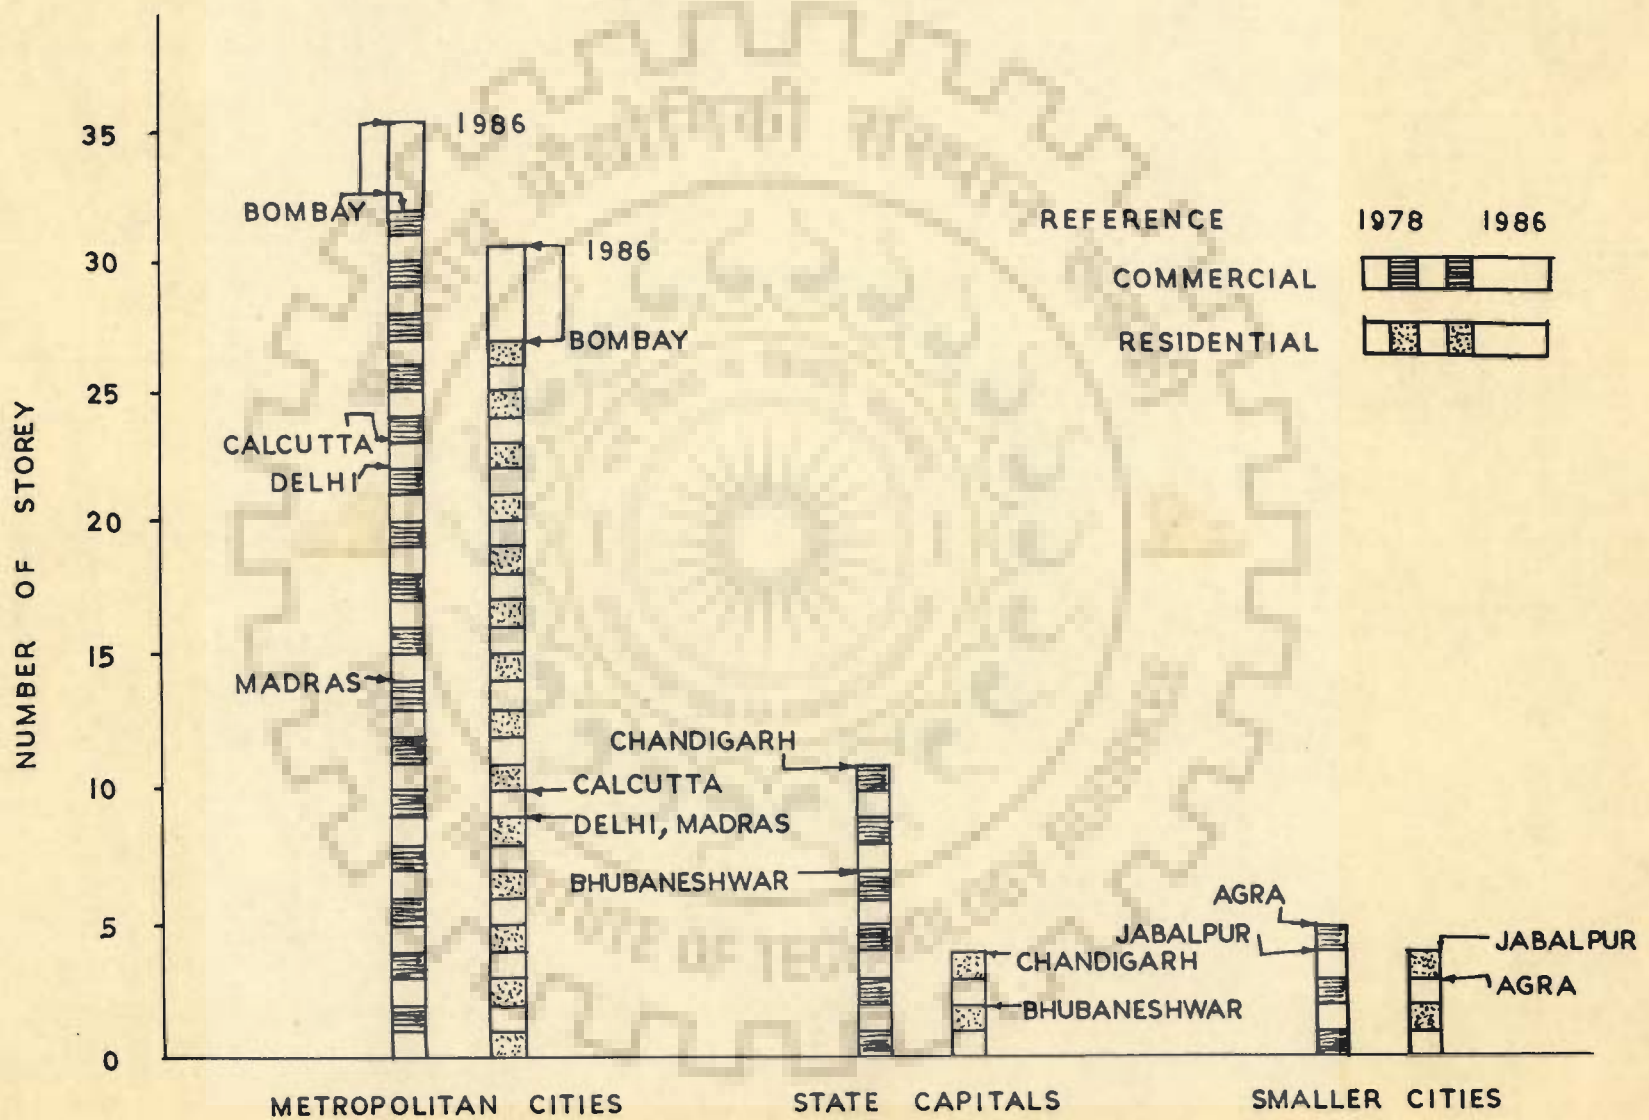 35
1986
BOMBAY
REFERENCE 1978 1986
30
1986
COMMERCIAL
BOMBAY
RESIDENTIAL
25
CALCUTTA
DELHI
20
NUMBER OF STOREY
15
MADRAS
CHANDIGARH
10
CALCUTTA
DELHI, MADRAS
BHUBANESHWAR
AGRA
5
JABALPUR
JABALPUR
CHANDIGARH
AGRA
BHUBANESHWAR
0
METROPOLITAN CITIES STATE CAPITALS SMALLER CITIES
OF